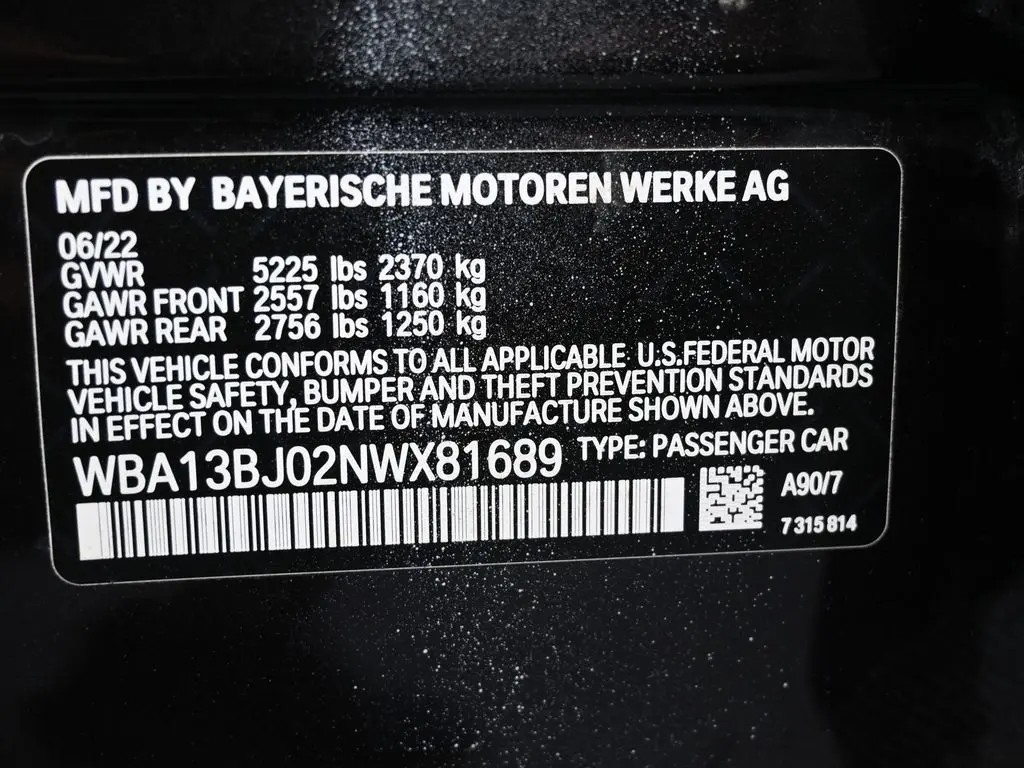 MFD BY BAYERISCHE MOTOREN WERKE AG
06/22
GVWR 5225 lbs 2370 kg
GAWR FRONT 2557 lbs 1160 kg
GAWR REAR 2756 lbs 1250 kg
THIS VEHICLE CONFORMS TO ALL APPLICABLE U.S.FEDERAL MOTOR
VEHICLE SAFETY, BUMPER AND THEFT PREVENTION STANDARDS
IN EFFECT ON THE DATE OF MANUFACTURE SHOWN ABOVE.
WBA13BJ02NWX81689 TYPE: PASSENGER CAR
A90/7
7 315 814